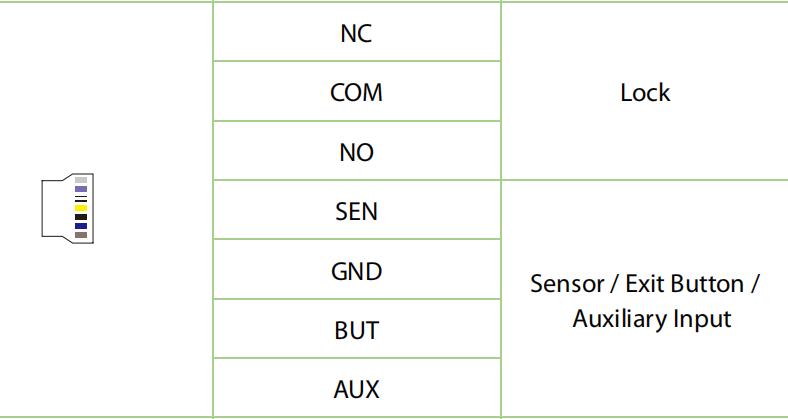 NC
COM
Lock
NO
SEN
GND
Sensor / Exit Button /
Auxiliary Input
BUT
AUX